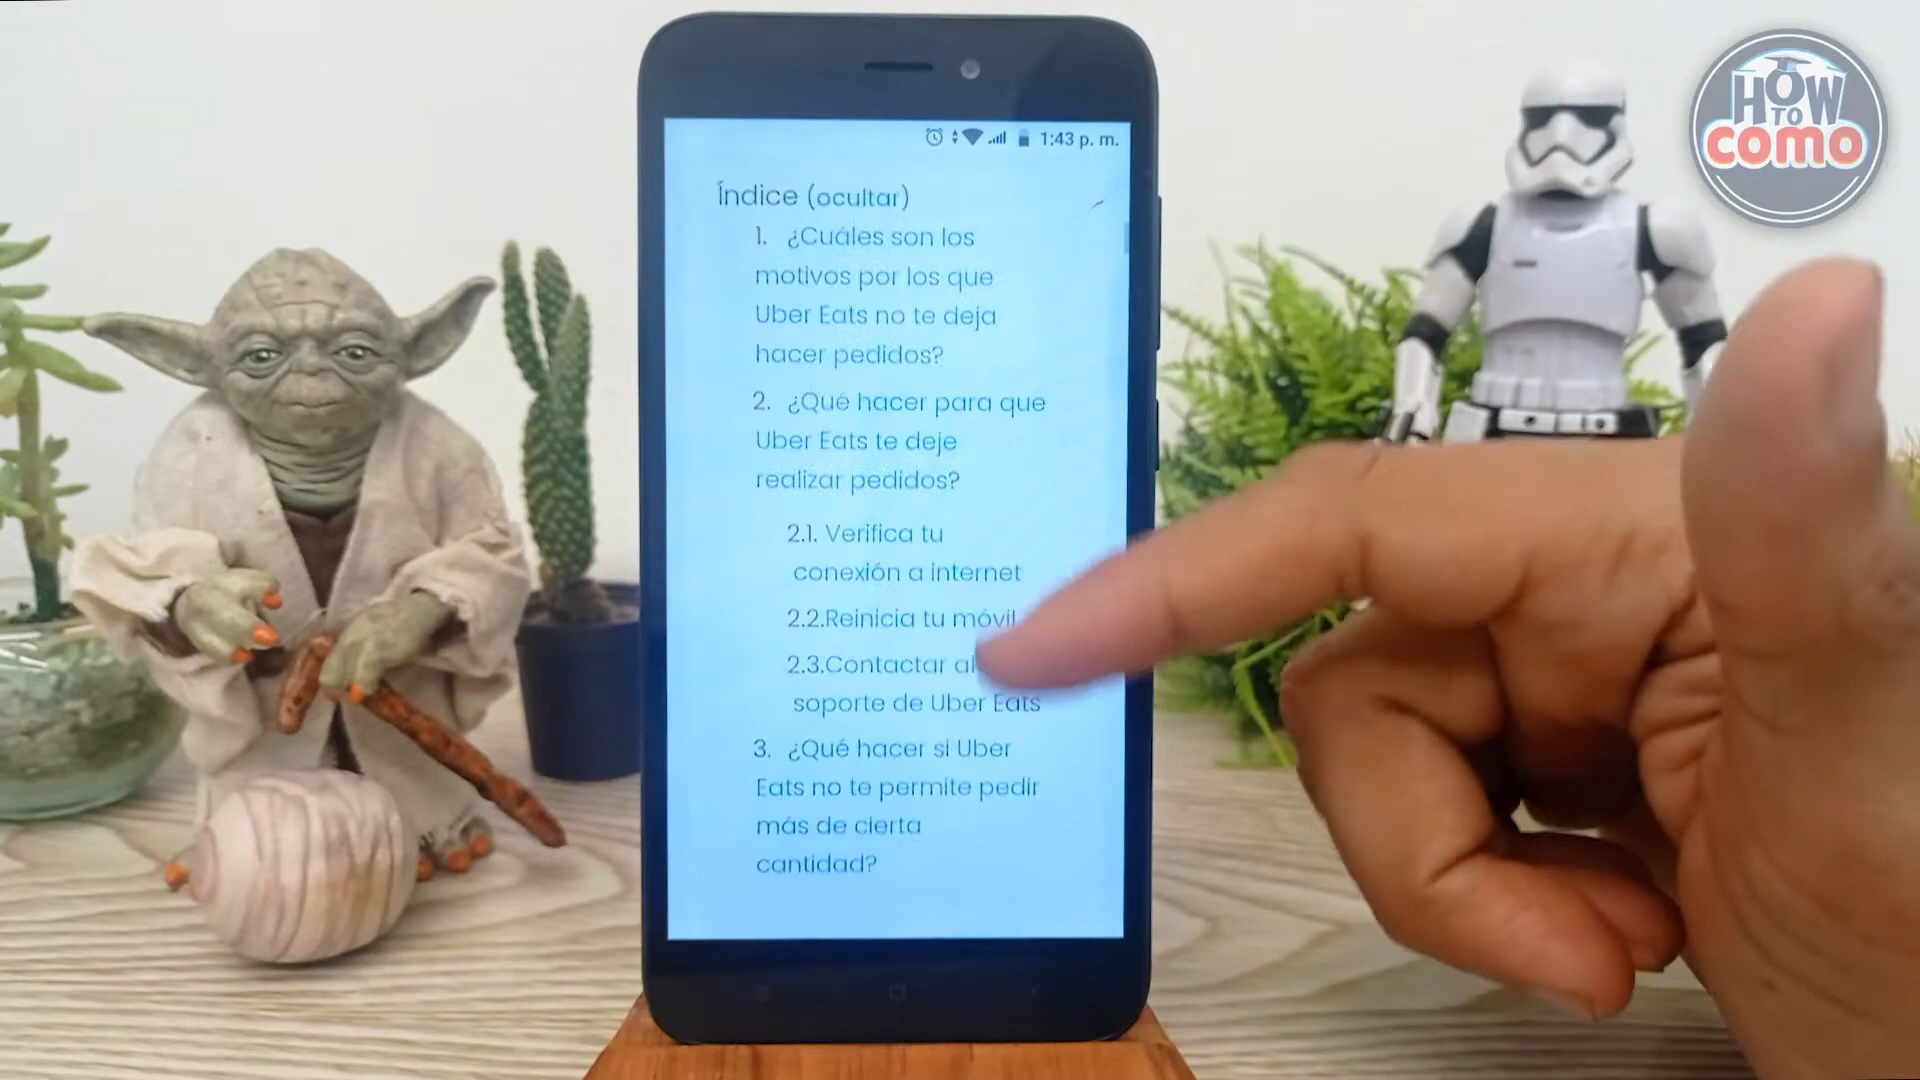 HOW
TO
COMO
1:43 p. m.
Índice (ocultar)
1. ¿Cuáles son los
motivos por los que
Uber Eats no te deja
hacer pedidos?
2. ¿Qué hacer para que
Uber Eats te deje
realizar pedidos?
2.1. Verifica tu
conexión a internet
2.2.Reinicia tu móvil
2.3.Contactar al
soporte de Uber Eats
3. ¿Qué hacer si Uber
Eats no te permite pedir
más de cierta
cantidad?